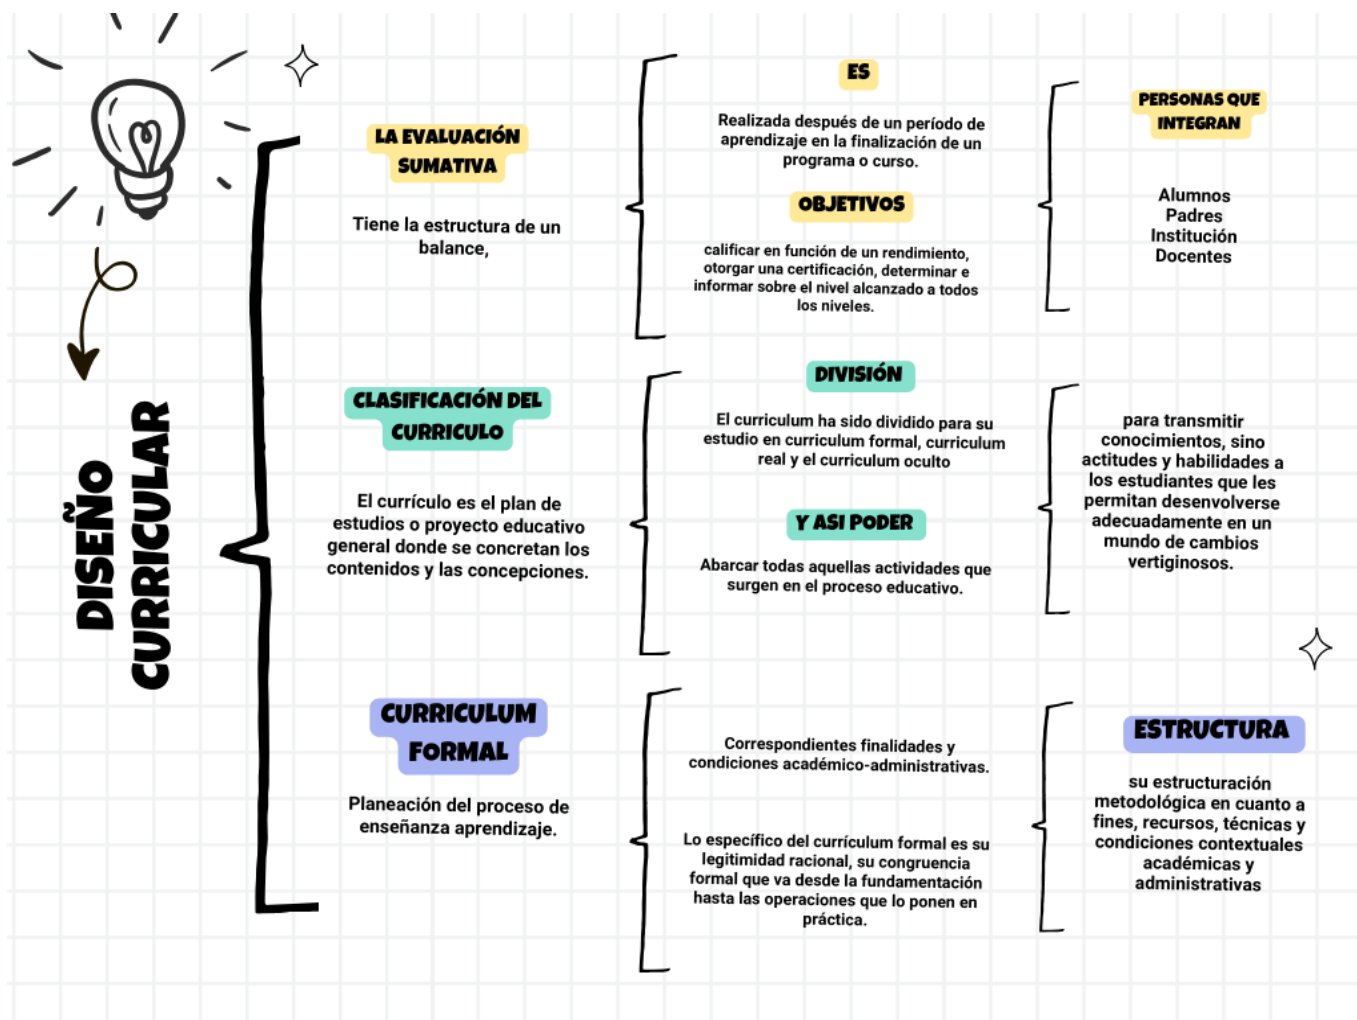 DISEÑO
CURRICULAR
LA EVALUACIÓN
SUMATIVA
Tiene la estructura de un
balance,
ES
Realizada después de un período de
aprendizaje en la finalización de un
programa o curso.
OBJETIVOS
calificar en función de un rendimiento,
otorgar una certificación, determinar e
informar sobre el nivel alcanzado a todos
los niveles.
PERSONAS QUE
INTEGRAN
Alumnos
Padres
Institución
Docentes
CLASIFICACIÓN DEL
CURRICULO
El currículo es el plan de
estudios o proyecto educativo
general donde se concretan los
contenidos y las concepciones.
DIVISIÓN
El curriculum ha sido dividido para su
estudio en curriculum formal, curriculum
real y el curriculum oculto
Y ASI PODER
Abarcar todas aquellas actividades que
surgen en el proceso educativo.
para transmitir
conocimientos, sino
actitudes y habilidades a
los estudiantes que les
permitan desenvolverse
adecuadamente en un
mundo de cambios
vertiginosos.
CURRICULUM
FORMAL
Planeación del proceso de
enseñanza aprendizaje.
Correspondientes finalidades y
condiciones académico-administrativas.
Lo específico del currículum formal es su
legitimidad racional, su congruencia
formal que va desde la fundamentación
hasta las operaciones que lo ponen en
práctica.
ESTRUCTURA
su estructuración
metodológica en cuanto a
fines, recursos, técnicas y
condiciones contextuales
académicas y
administrativas